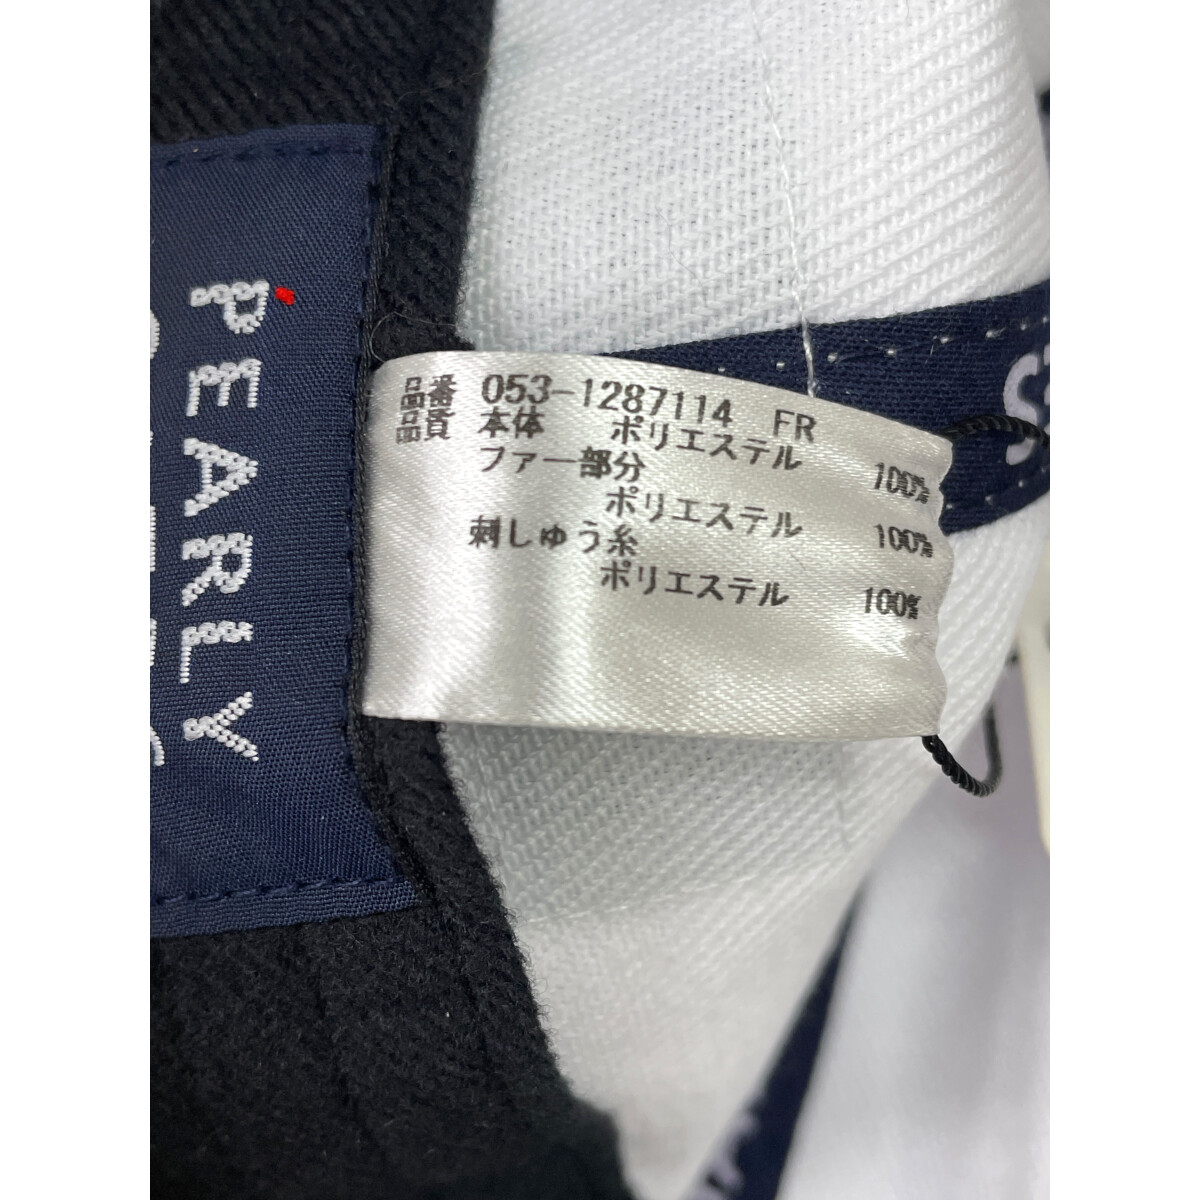 PEARLY
品番 053-1287114 FR
品質 本体 ポリエステル 100%
ファー部分
ポリエステル 100%
刺しゅう糸
ポリエステル 100%